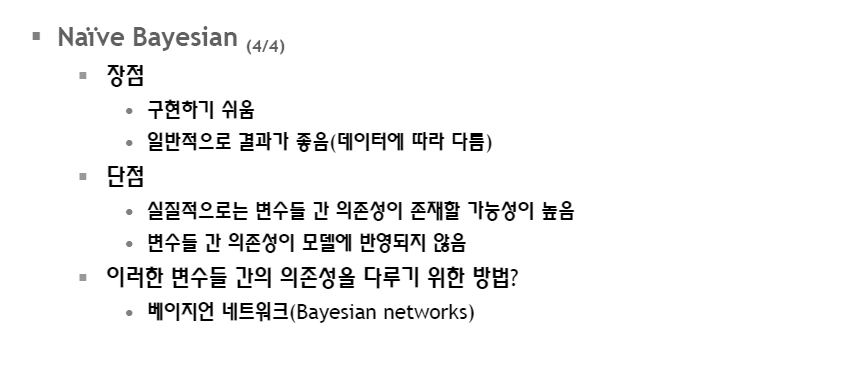 ▪ Naïve Bayesian (4/4)
▪ 장점
• 구현하기 쉬움
• 일반적으로 결과가 좋음(데이터에 따라 다름)
▪ 단점
• 실질적으로는 변수들 간 의존성이 존재할 가능성이 높음
• 변수들 간 의존성이 모델에 반영되지 않음
▪ 이러한 변수들 간의 의존성을 다루기 위한 방법?
• 베이지언 네트워크(Bayesian networks)